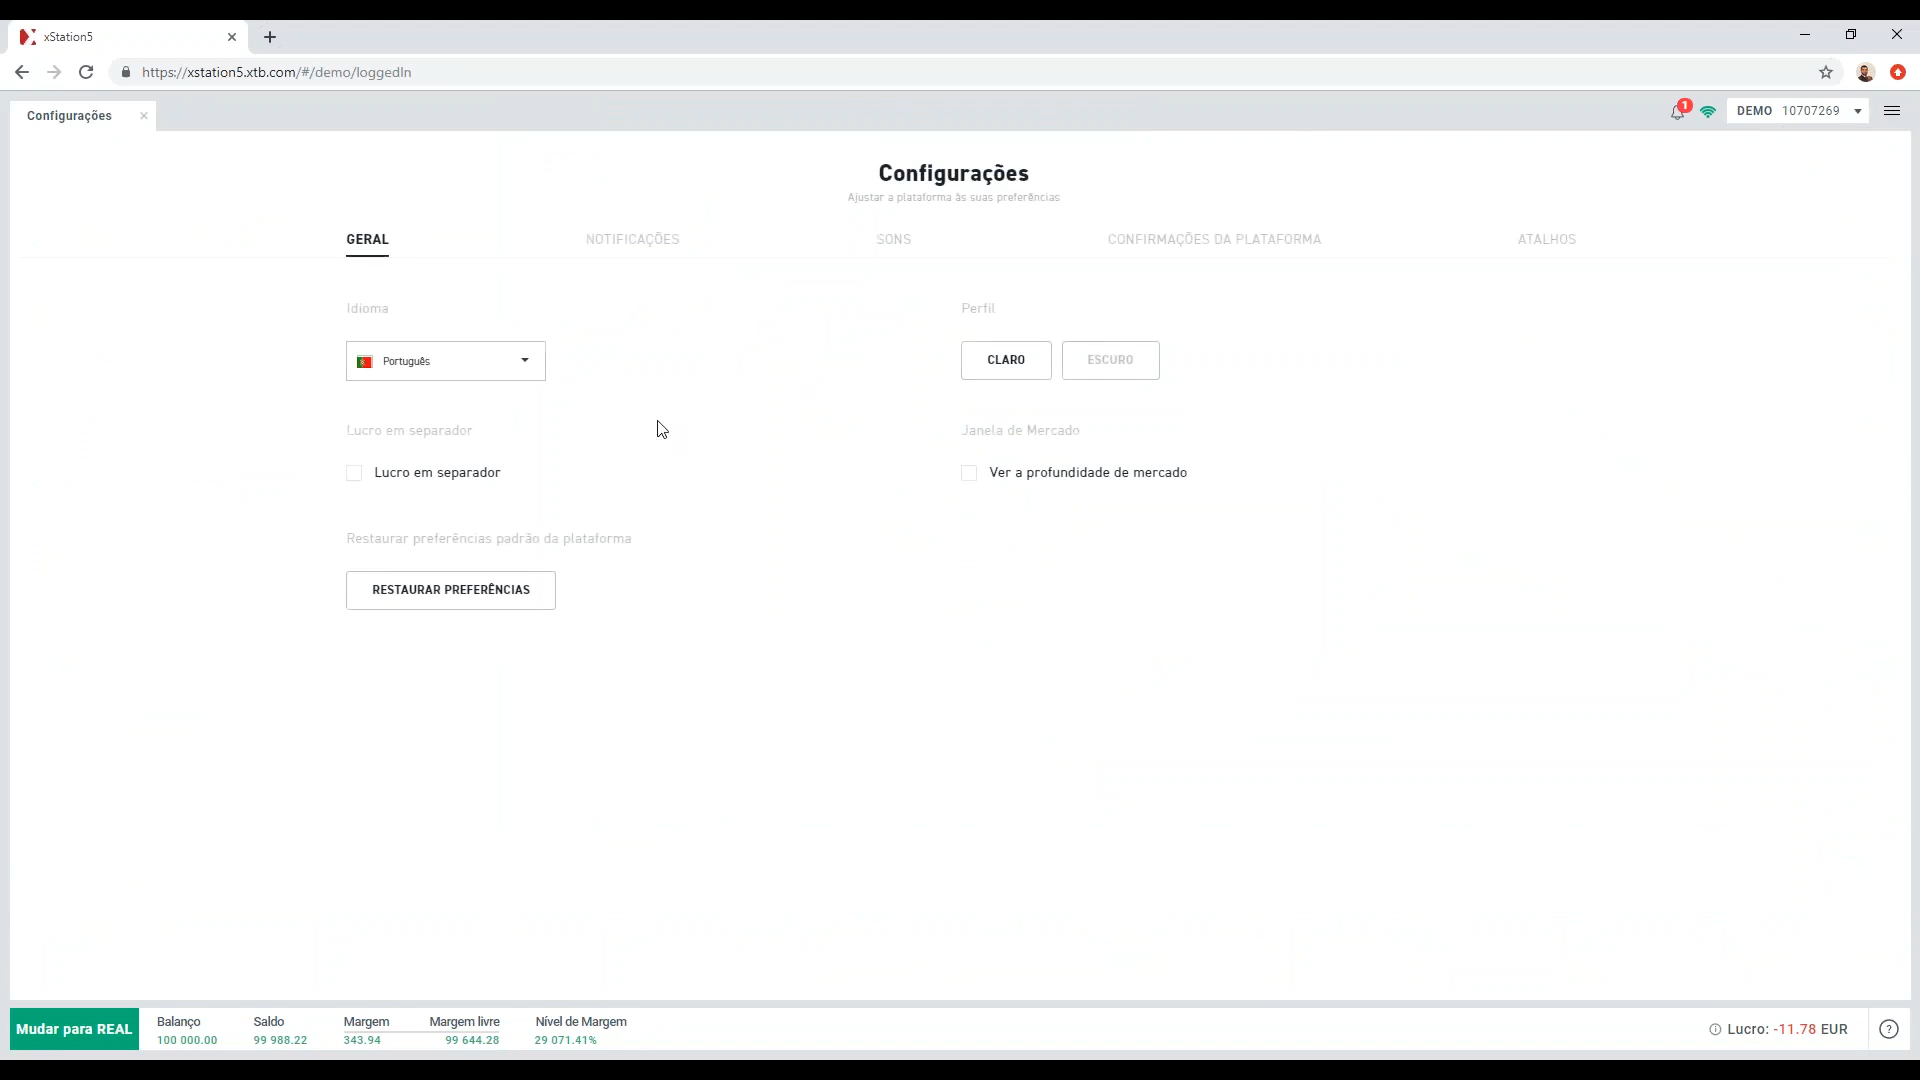 xStation5
https://xstation5.xtb.com/#/demo/loggedIn
Configurações
1
DEMO 10707269
Configurações
Ajustar a plataforma às suas preferências
GERAL NOTIFICAÇÕES SONS CONFIRMAÇÕES DA PLATAFORMA ATALHOS
Idioma
Perfil
Português
CLARO
ESCURO
Lucro em separador
Janela de Mercado
Lucro em separador
Ver a profundidade de mercado
Restaurar preferências padrão da plataforma
RESTAURAR PREFERÊNCIAS
Mudar para REAL
Balanço Saldo Margem Margem livre Nível de Margem
100 000.00 99 988.22 343.94 99 644.28 29 071.41%
Lucro: -11.78 EUR
?